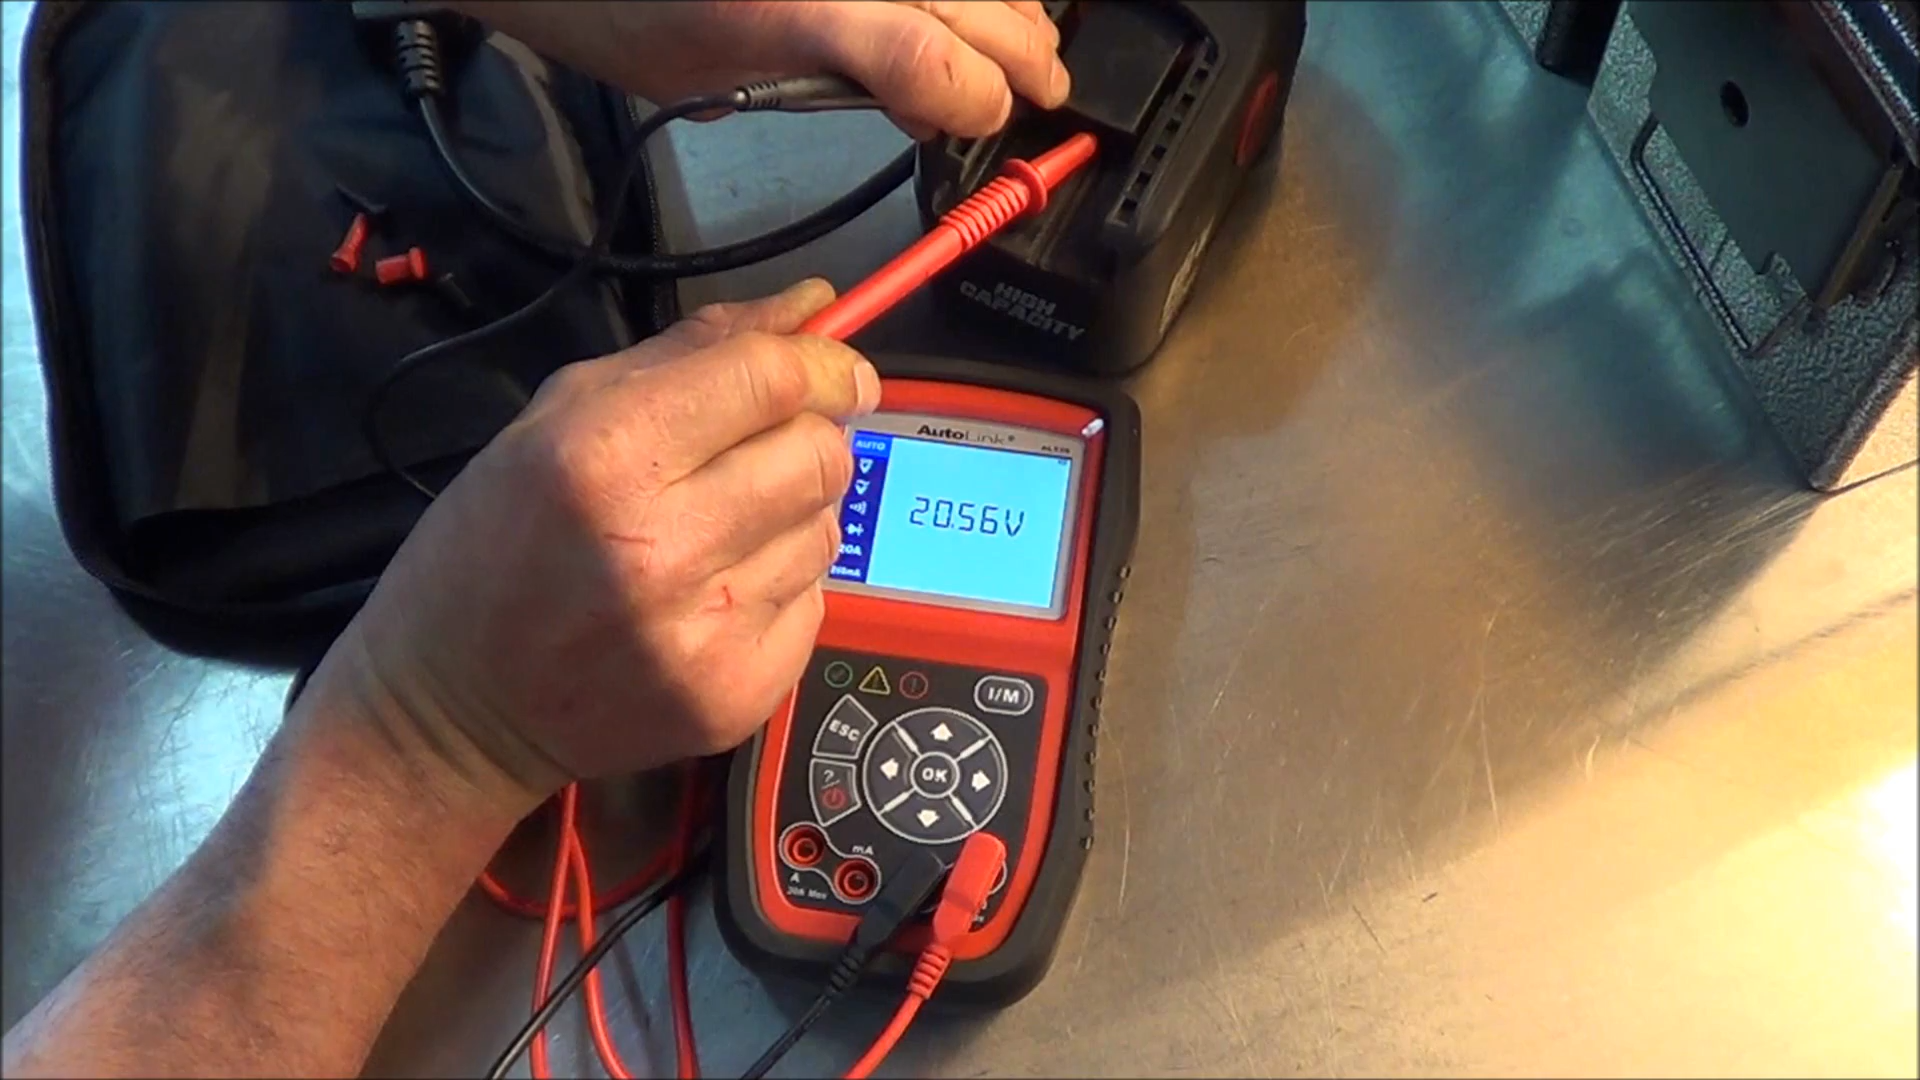 HIGH
CAPACITY
AutoLink®
AUTO
20.56V
20A
I/M
ESC
OK
?
mA
A